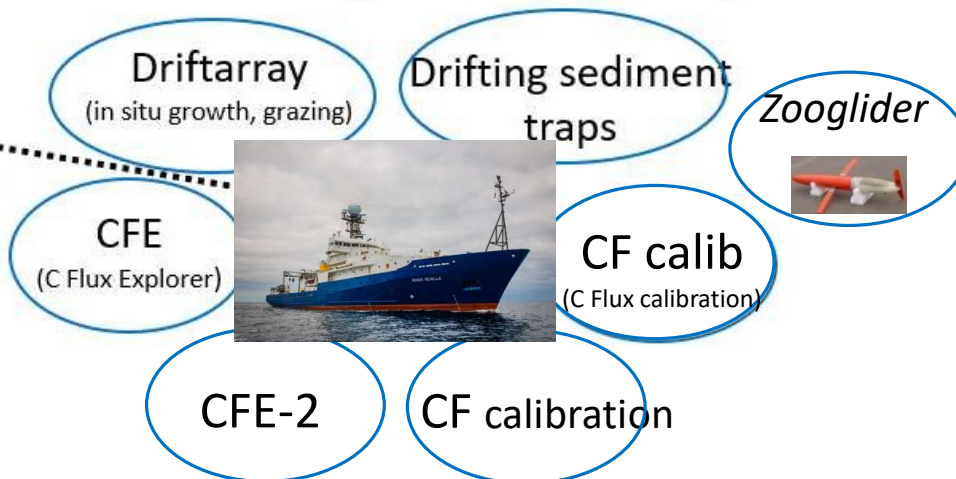 Driftarray
(in situ growth, grazing)
Drifting sediment
traps
Zooglider
CFE
(C Flux Explorer)
CF calib
(C Flux calibration)
CFE-2
CF calibration